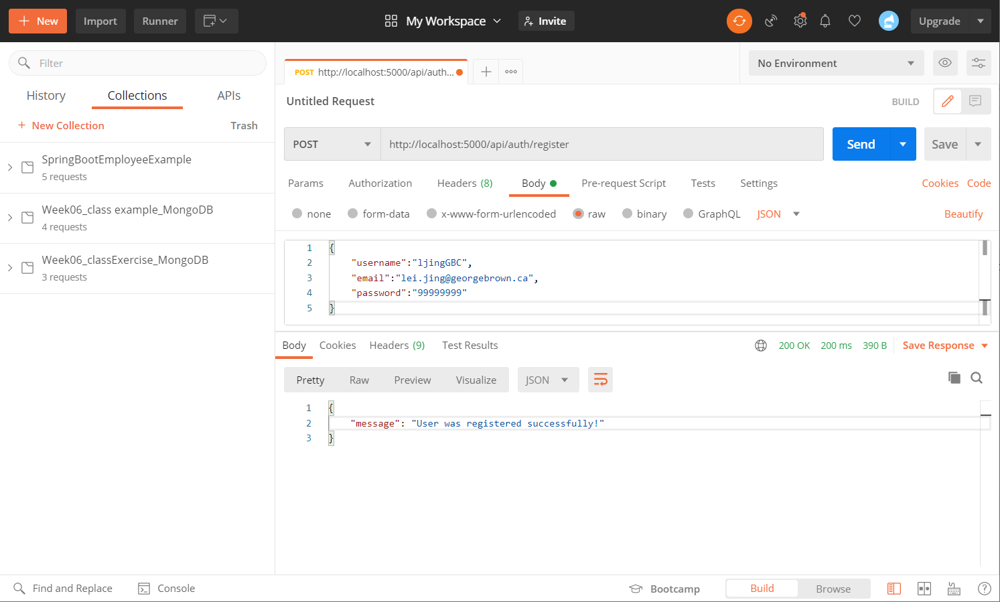 New Import Runner My Workspace Invite Upgrade
Filter
POST http://localhost:5000/api/auth...
No Environment
History Collections APIs
Untitled Request BUILD
New Collection Trash
POST http://localhost:5000/api/auth/register Send Save
SpringBootEmployeeExample
5 requests
Params Authorization Headers (8) Body Pre-request Script Tests Settings Cookies Code
Week06_class example_MongoDB
4 requests
none form-data x-www-form-urlencoded raw binary GraphQL JSON Beautify
Week06_classExercise_MongoDB
3 requests
1 {
2 "username":"ljingGBC",
3 "email":"lei.jing@georgebrown.ca",
4 "password":"99999999"
5 }
Body Cookies Headers (9) Test Results 200 OK 200 ms 390 B Save Response
Pretty Raw Preview Visualize JSON
1 {
2 "message": "User was registered successfully!"
3 }
Find and Replace Console Bootcamp Build Browse